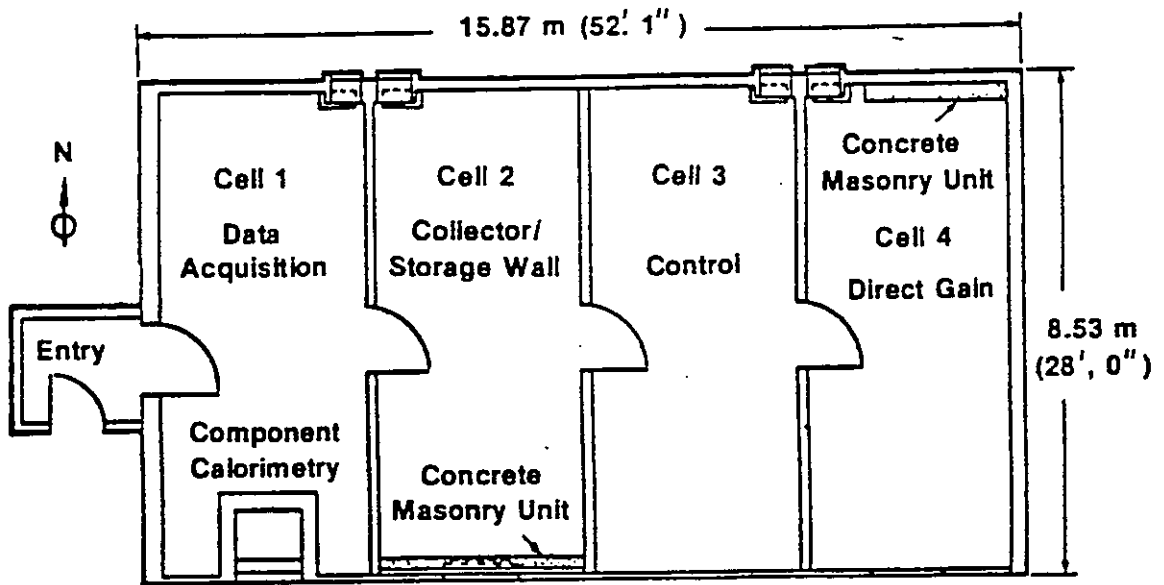 15.87 m (52'. 1")
N
Cell 1
Data
Acquisition
Cell 2
Collector/
Storage Wall
Cell 3
Control
Concrete
Masonry Unit
Cell 4
Direct Gain
Entry
8.53 m
(28', 0")
Component
Calorimetry
Concrete
Masonry Unit